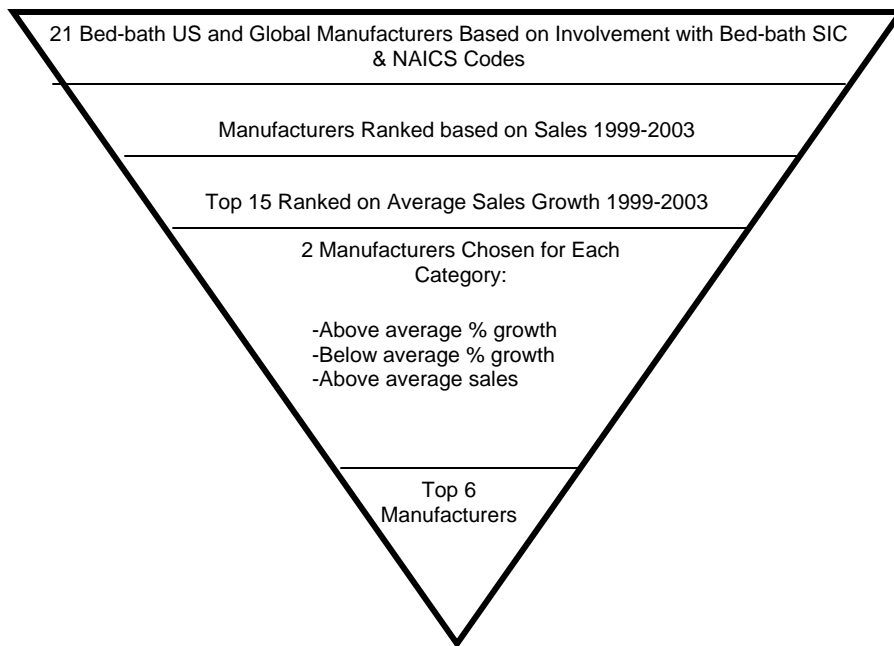 21 Bed-bath US and Global Manufacturers Based on Involvement with Bed-bath SIC
& NAICS Codes
Manufacturers Ranked based on Sales 1999-2003
Top 15 Ranked on Average Sales Growth 1999-2003
2 Manufacturers Chosen for Each
Category:
-Above average % growth
-Below average % growth
-Above average sales
Top 6
Manufacturers